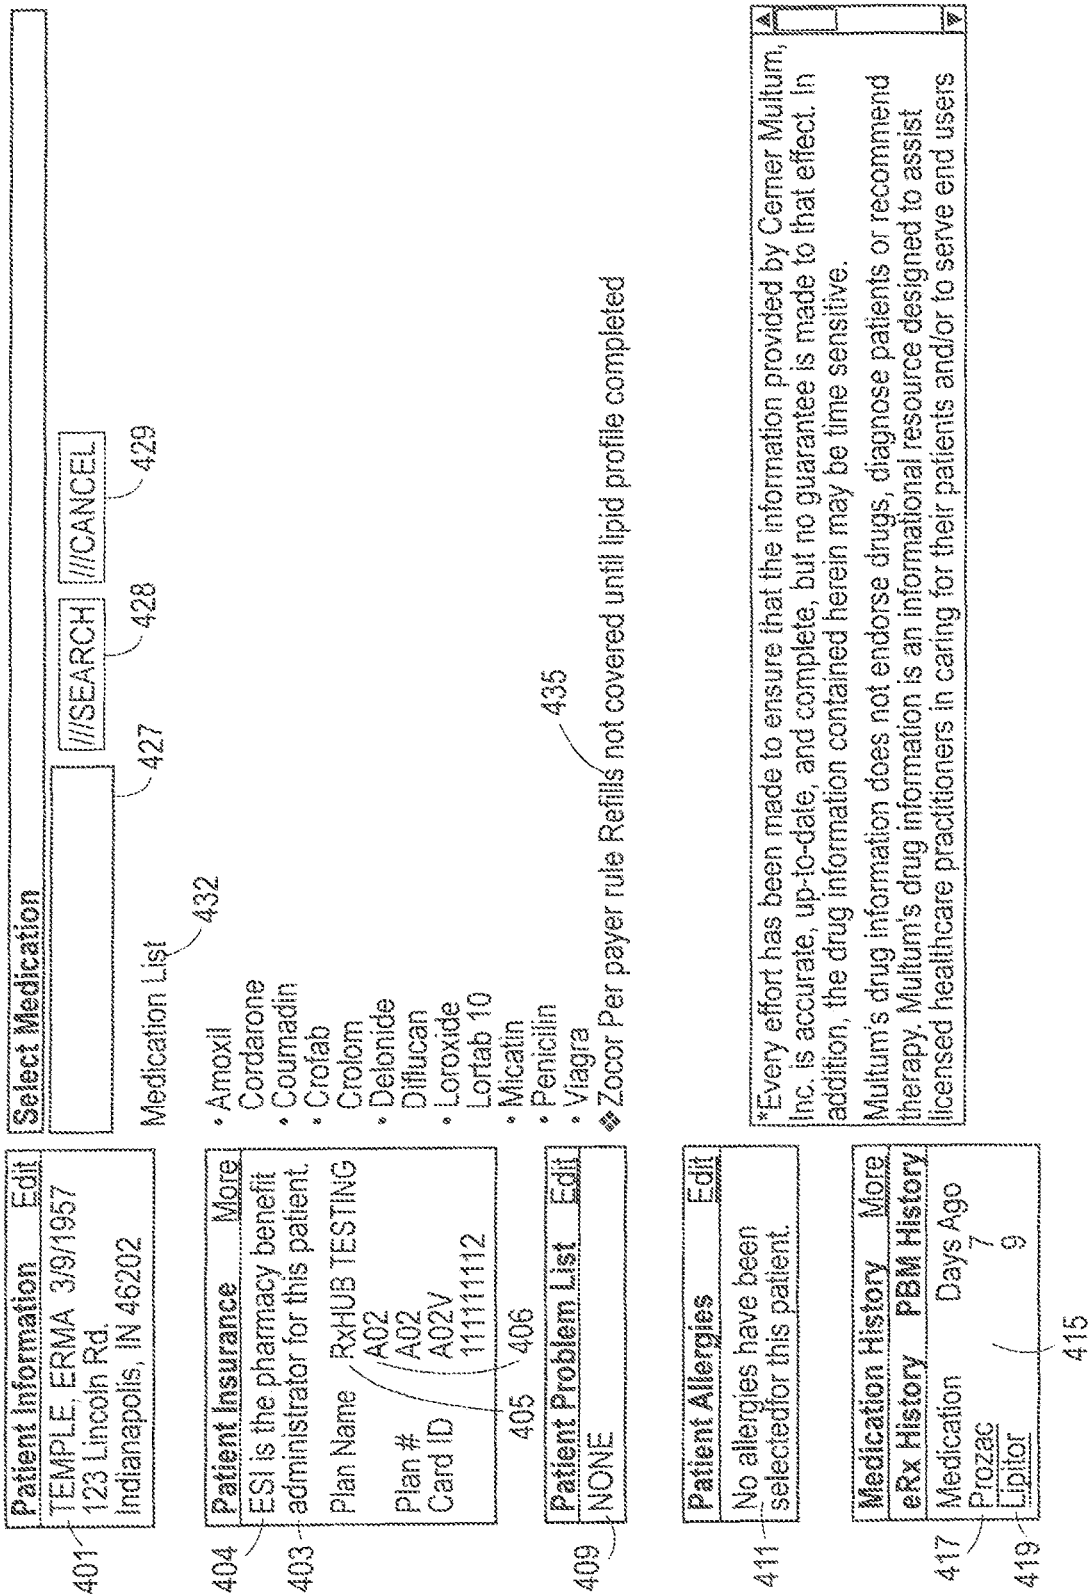 Patient Information Edit
TEMPLE, ERMA 3/9/1957
123 Lincoln Rd.
Indianapolis, IN 46202
401
Patient Insurance More
ESI is the pharmacy benefit
administrator for this patient.
Plan Name RxHUB TESTING
A02
Plan # A02
Card ID A02V
111111112
404
403
405
406
Patient Problem List Edit
NONE
409
Patient Allergies Edit
No allergies have been
selectedfor this patient.
411
Medication History More
eRx History PBM History
Medication Days Ago
Prozac 7
Lipitor 9
417
419
415
Select Medication
///SEARCH ///CANCEL
427
428
429
Medication List
432
• Amoxil
Cordarone
• Coumadin
• Crofab
Crolom
• Delonide
Diflucan
• Loroxide
Lortab 10
• Micatin
• Penicilin
• Viagra
❖ Zocor Per payer rule Refills not covered until lipid profile completed
435
"Every effort has been made to ensure that the information provided by Cerner Multum,
Inc. is accurate, up-to-date, and complete, but no guarantee is made to that effect. In
addition, the drug information contained herein may be time sensitive.
Multum's drug information does not endorse drugs, diagnose patients or recommend
therapy. Multum's drug information is an informational resource designed to assist
licensed healthcare practitioners in caring for their patients and/or to serve end users